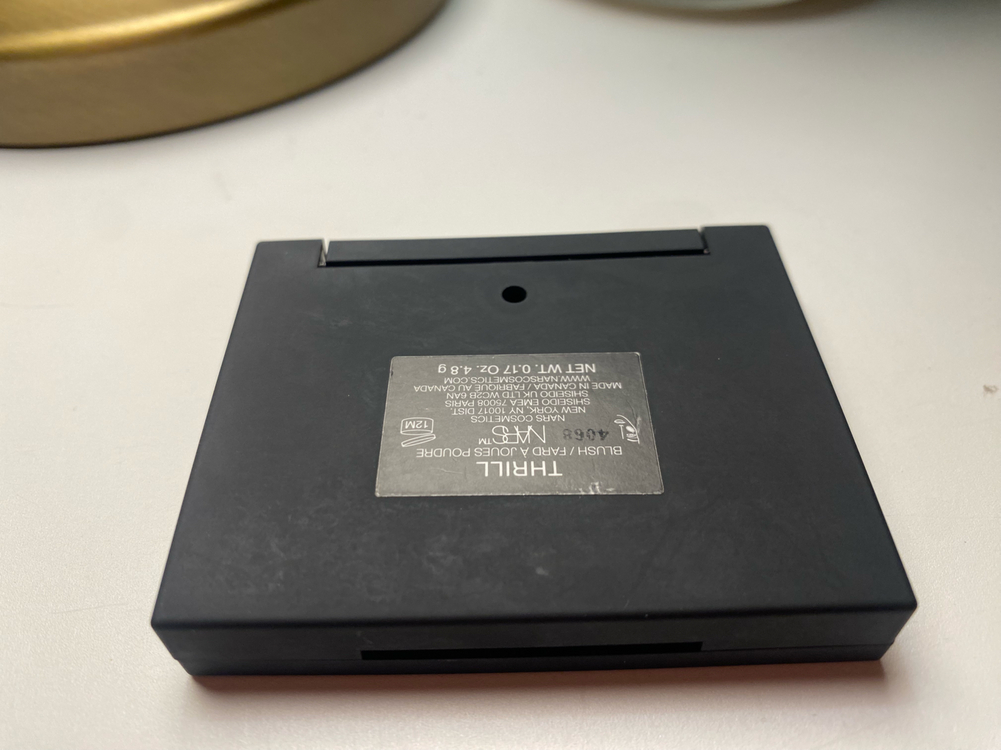 THRILL
BLUSH / FARD À JOUES POUDRE
4068 NARS™ 12M
NARS COSMETICS
NEW YORK, NY 10017 DIST.
SHISEIDO EMEA 75008 PARIS
SHISEIDO UK LTD WC2B 6AN
MADE IN CANADA / FABRIQUÉ AU CANADA
WWW.NARSCOSMETICS.COM
NET WT. 0.17 Oz. 4.8 g